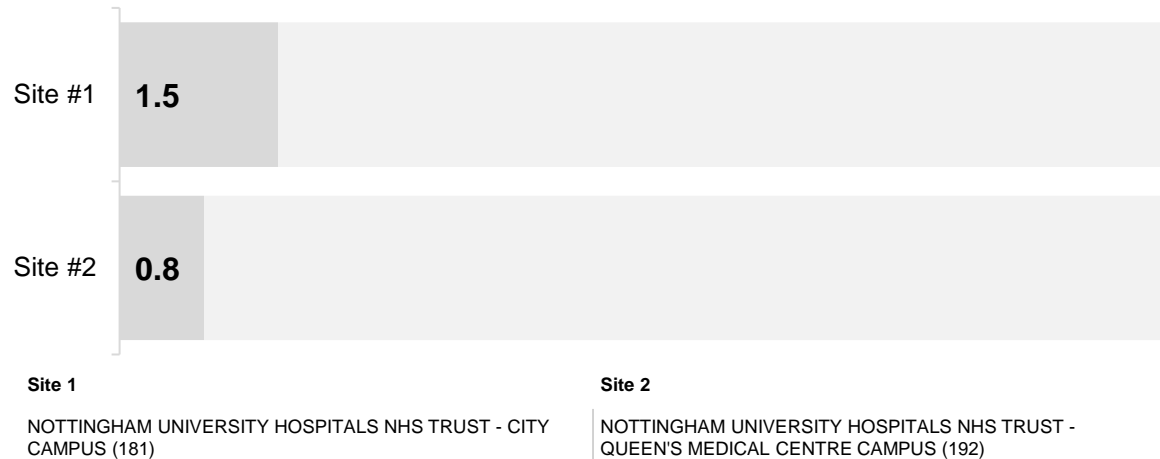 Site #1
1.5
Site #2
0.8
Site 1
NOTTINGHAM UNIVERSITY HOSPITALS NHS TRUST - CITY
CAMPUS (181)
Site 2
NOTTINGHAM UNIVERSITY HOSPITALS NHS TRUST -
QUEEN'S MEDICAL CENTRE CAMPUS (192)